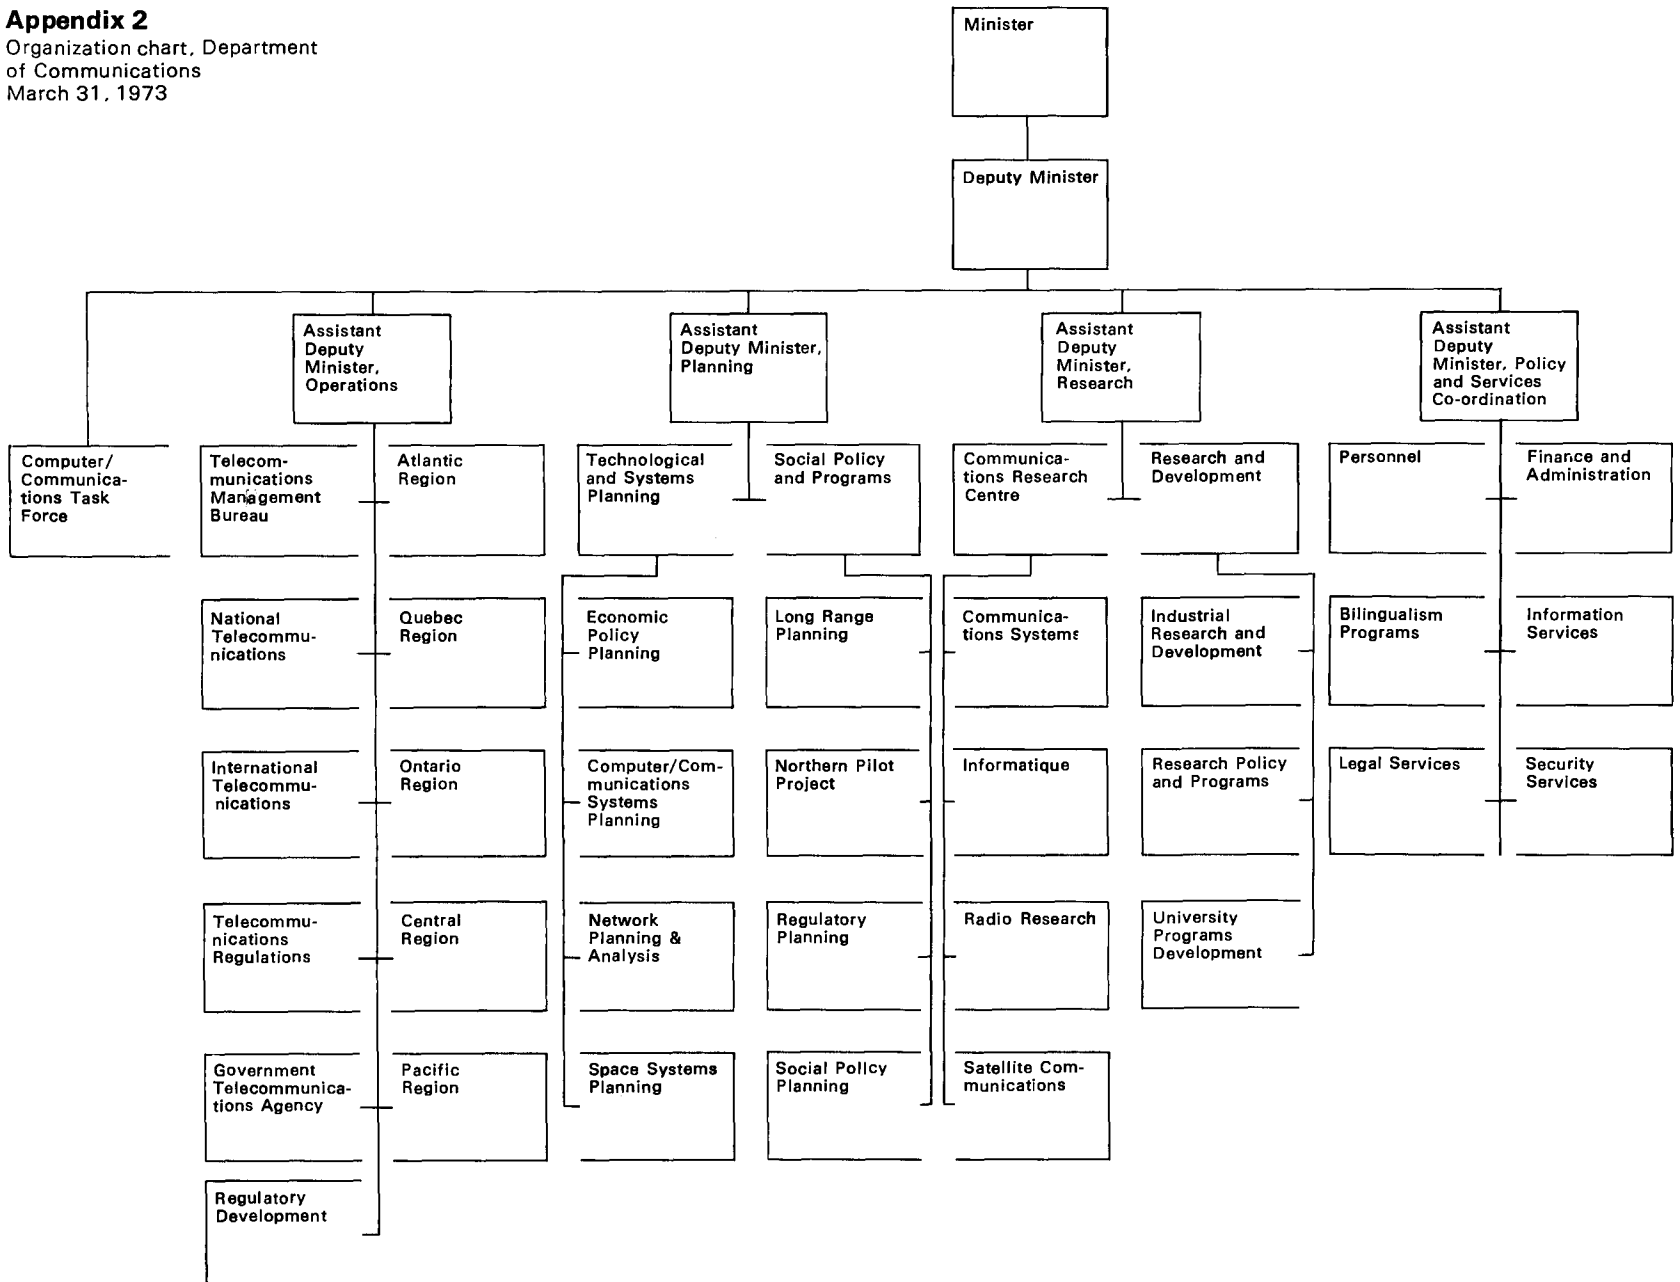 Appendix 2
Organization chart, Department
of Communications
March 31, 1973
Minister
Deputy Minister
Assistant
Deputy
Minister,
Operations
Assistant
Deputy Minister,
Planning
Assistant
Deputy
Minister,
Research
Assistant
Deputy
Minister, Policy
and Services
Co-ordination
Computer/
Communica-
tions Task
Force
Telecom-
munications
Management
Bureau
Atlantic
Region
Technological
and Systems
Planning
Social Policy
and Programs
Communica-
tions Research
Centre
Research and
Development
Personnel
Finance and
Administration
National
Telecommu-
nications
Quebec
Region
Economic
Policy
Planning
Long Range
Planning
Communica-
tions Systems
Industrial
Research and
Development
Bilingualism
Programs
Information
Services
International
Telecommu-
nications
Ontario
Region
Computer/Com-
munications
Systems
Planning
Northern Pilot
Project
Informatique
Research Policy
and Programs
Legal Services
Security
Services
Telecommu-
nications
Regulations
Central
Region
Network
Planning &
Analysis
Regulatory
Planning
Radio Research
University
Programs
Development
Government
Telecommunica-
tions Agency
Pacific
Region
Space Systems
Planning
Social Policy
Planning
Satellite Com-
munications
Regulatory
Development